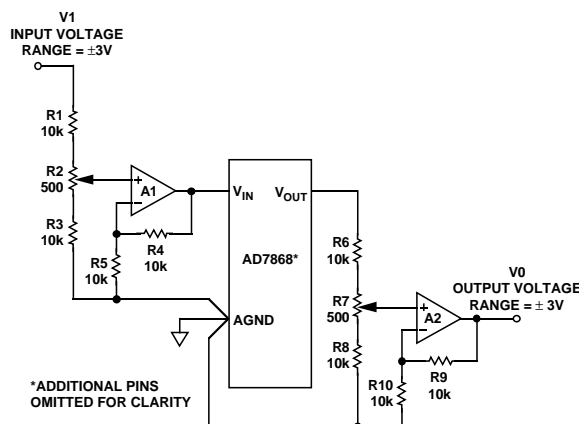 V1
INPUT VOLTAGE
RANGE = ±3V
R1
10k
R2
500
R3
10k
A1
R4
10k
R5
10k
VIN
VOUT
AD7868*
AGND
R6
10k
R7
500
R8
10k
A2
R9
10k
R10
10k
V0
OUTPUT VOLTAGE
RANGE = ± 3V
*ADDITIONAL PINS
OMITTED FOR CLARITY